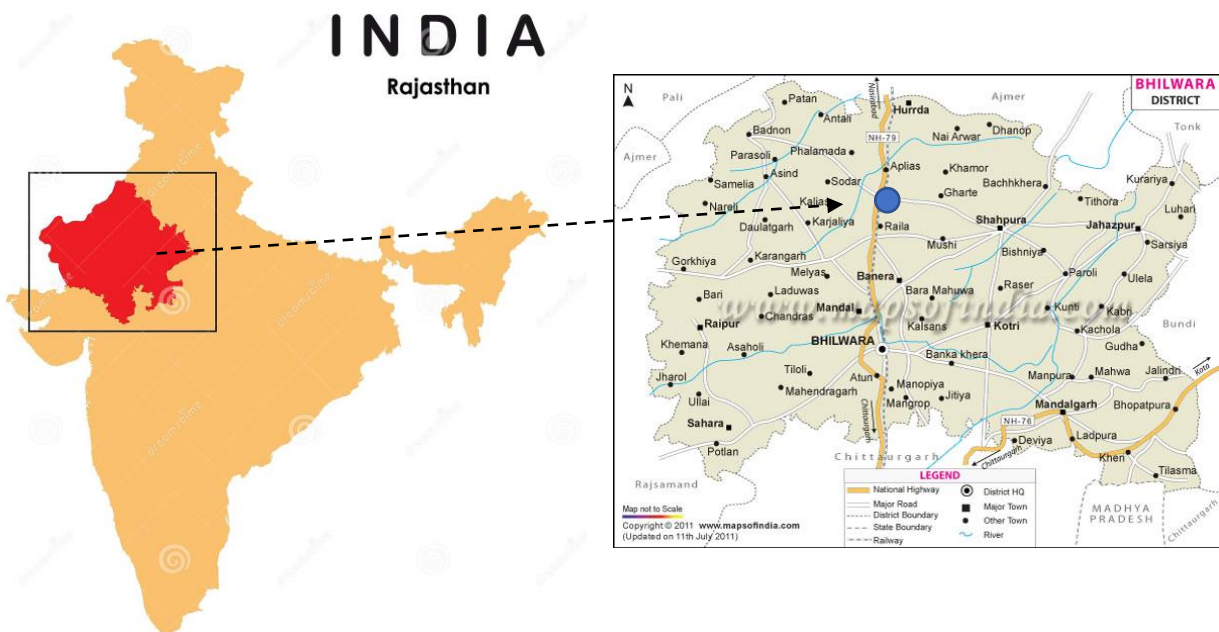 INDIA
Rajasthan
BHILWARA
DISTRICT
N
Pali
Ajmer
Tonk
Ajmer
Nasirabad
NH-79
Patan
Antali
Hurrda
Badnon
Nai Arwar
Dhanop
Parasoli
Phalamada
Aplias
Khamor
Samelia
Asind
Sodar
Gharte
Bachhkhera
Kurariya
Nareli
Kalias
Tithora
Luhari
Daulatgarh
Karjaliya
Raila
Shahpura
Jahazpur
Mushi
Bishniya
Sarsiya
Gorkhiya
Karangarh
Melyas
Banera
Paroli
Ulela
Bari
Laduwas
Bara Mahuwa
Raser
www.mapsofindia.com
Chandras
Mandal
Kalsans
Kunti
Kabri
Raipur
Kotri
Kachola
Bundi
Khemana
Asaholi
BHILWARA
Banka khera
Gudha
Jharol
Tiloli
Atun
Manopiya
Manpura
Mahwa
Jalindri
Kota
Ullai
Mahendragarh
Mangrop
Jitiya
Mandalgarh
Bhopatpura
Sahara
Chittaurgarh
NH-76
Deviya
Ladpura
Potlan
Chittaurgarh
Chittaurgarh
Kheri
Tilasma
Rajsamand
MADHYA
PRADESH
Chittaurgarh
LEGEND
National Highway
Major Road
District Boundary
State Boundary
Railway
District HQ
Major Town
Other Town
River
Map not to Scale
Copyright © 2011 www.mapsofindia.com
(Updated on 11th July 2011)
dreamstime